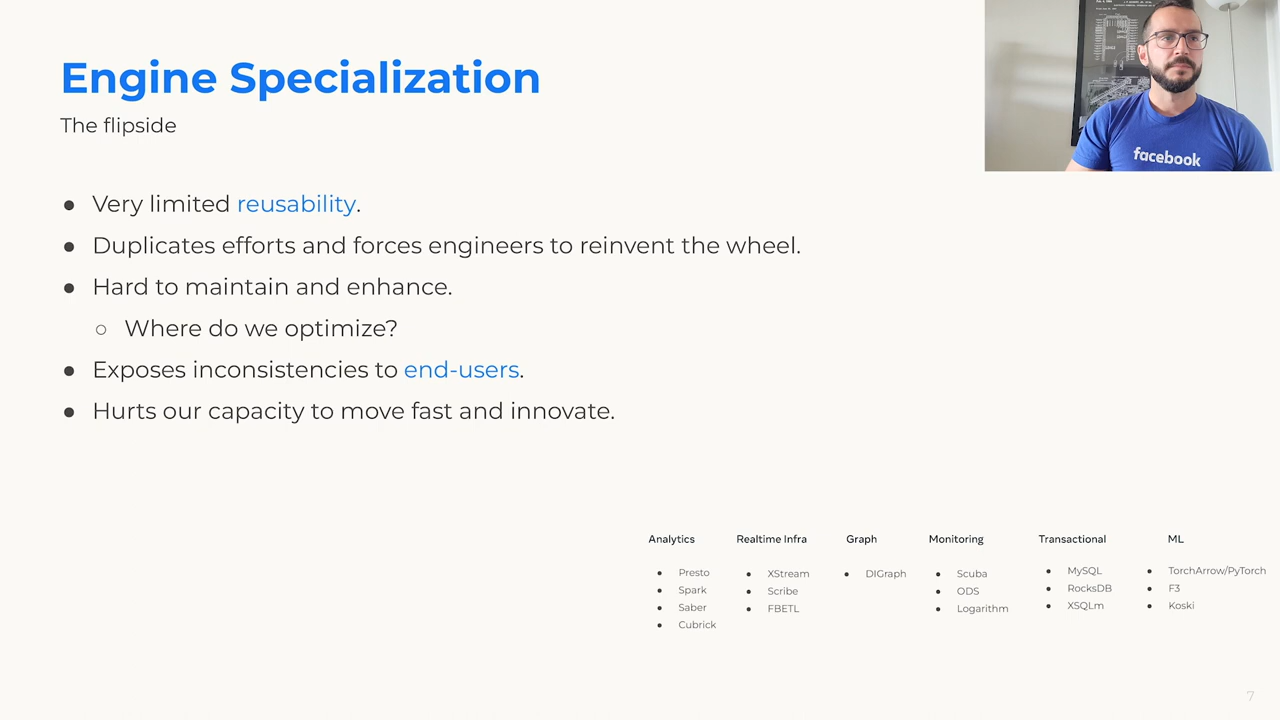 Engine Specialization
The flipside
facebook
● Very limited reusability.
● Duplicates efforts and forces engineers to reinvent the wheel.
● Hard to maintain and enhance.
○ Where do we optimize?
● Exposes inconsistencies to end-users.
● Hurts our capacity to move fast and innovate.
Analytics
● Presto
● Spark
● Saber
● Cubrick
Realtime Infra
● XStream
● Scribe
● FBETL
Graph
● DIGraph
Monitoring
● Scuba
● ODS
● Logarithm
Transactional
● MySQL
● RocksDB
● XSQLm
ML
● TorchArrow/PyTorch
● F3
● Koski
7